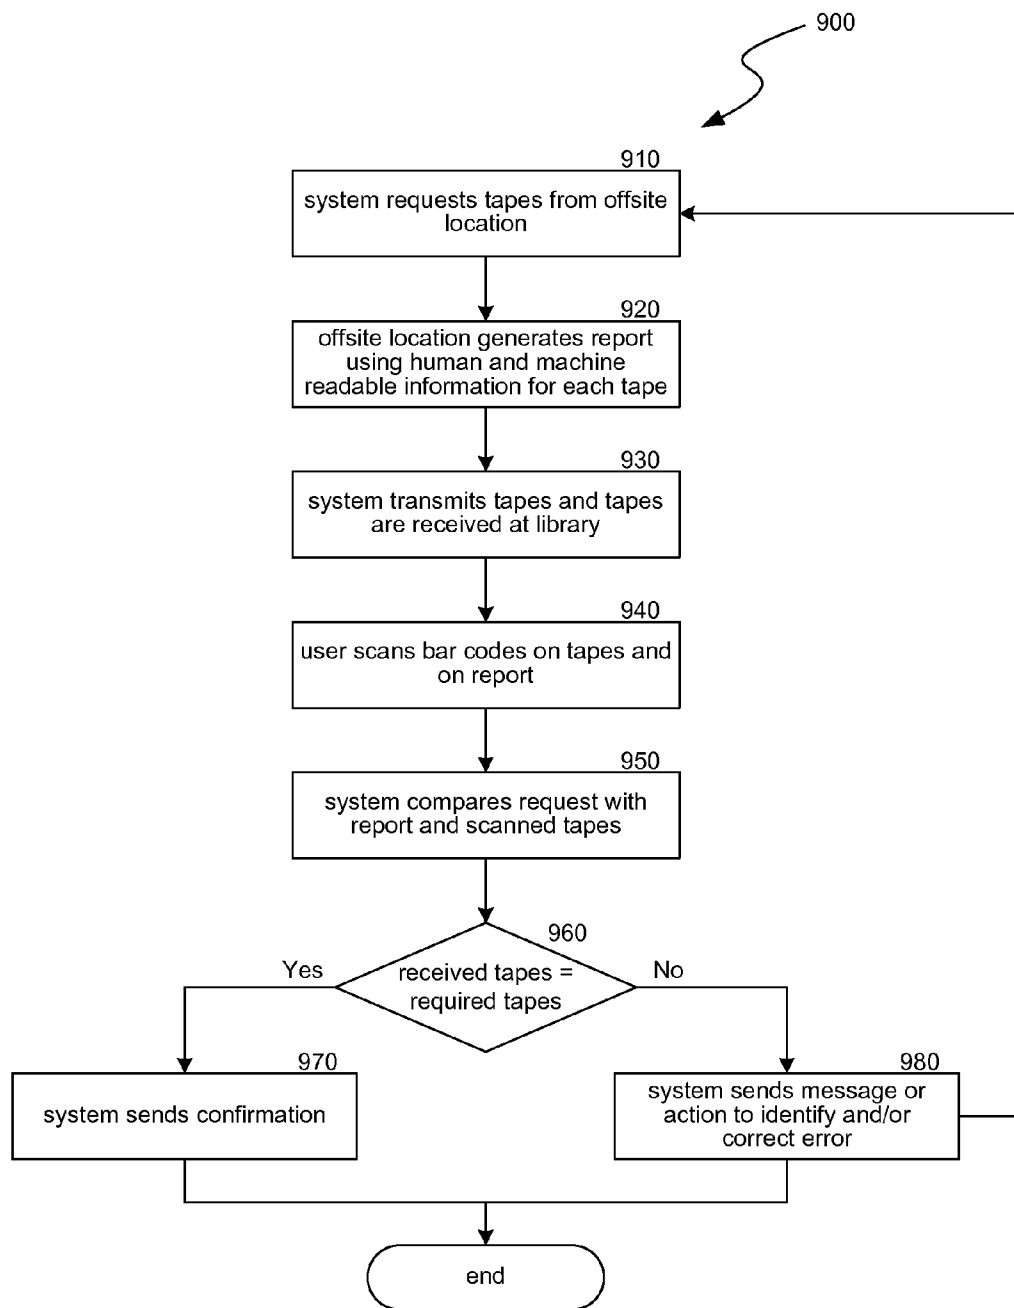 900
910
system requests tapes from offsite
location
920
offsite location generates report
using human and machine
readable information for each tape
930
system transmits tapes and tapes
are received at library
940
user scans bar codes on tapes and
on report
950
system compares request with
report and scanned tapes
960
received tapes =
required tapes
Yes
No
970
system sends confirmation
980
system sends message or
action to identify and/or
correct error
end